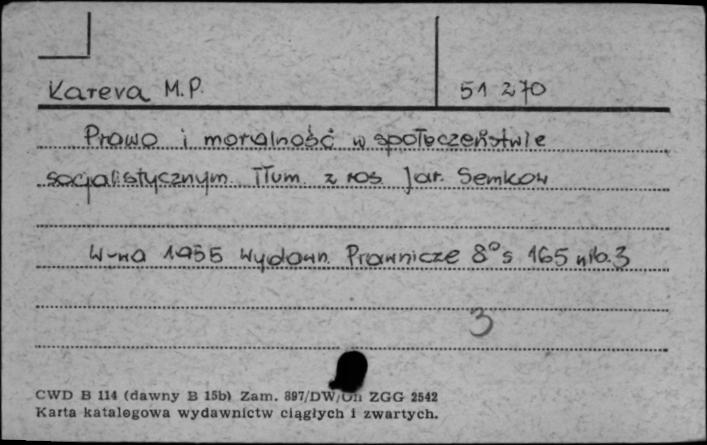 Kareva M.P. 51 270
Prawo i moralność w społeczeństwie
socjalistycznym Tłum. z ros. Jar. Semkow
W-wa 1955 Wydawn. Prawnicze 8° s 165 nlb. 3
3
CWD B 114 (dawny B 15b) Zam. 897/DW/Un ZGG 2542
Karta katalogowa wydawnictw ciągłych i zwartych.